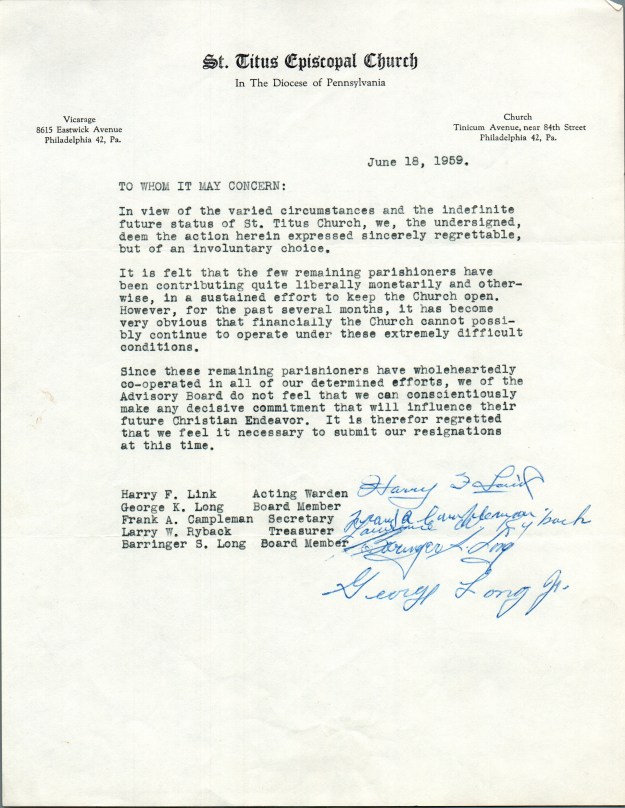 St. Titus Episcopal Church
In The Diocese of Pennsylvania
Vicarage
8615 Eastwick Avenue
Philadelphia 42, Pa.
Church
Tinicum Avenue, near 84th Street
Philadelphia 42, Pa.
June 18, 1959.
TO WHOM IT MAY CONCERN:
In view of the varied circumstances and the indefinite
future status of St. Titus Church, we, the undersigned,
deem the action herein expressed sincerely regrettable,
but of an involuntary choice.
It is felt that the few remaining parishioners have
been contributing quite liberally monetarily and other-
wise, in a sustained effort to keep the Church open.
However, for the past several months, it has become
very obvious that financially the Church cannot possi-
bly continue to operate under these extremely difficult
conditions.
Since these remaining parishioners have wholeheartedly
co-operated in all of our determined efforts, we of the
Advisory Board do not feel that we can conscientiously
make any decisive commitment that will influence their
future Christian Endeavor. It is therefor regretted
that we feel it necessary to submit our resignations
at this time.
Harry F. Link Acting Warden Harry F. Link
George K. Long Board Member
Frank A. Campleman Secretary Frank A Campleman
Larry W. Ryback Treasurer Lawrence W. Ryback
Barringer S. Long Board Member Barringer S. Long
George Long Jr.